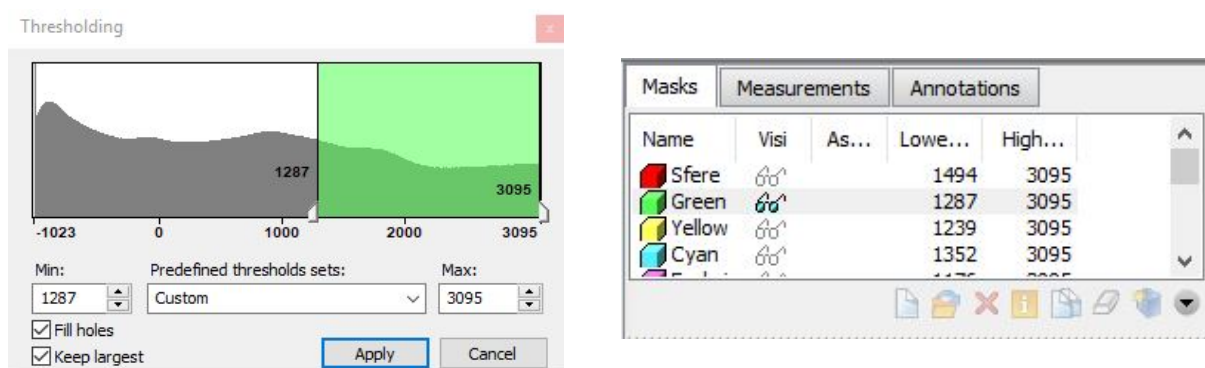 Thresholding
x
1287
3095
-1023 0 1000 2000 3095
Min: Predefined thresholds sets: Max:
1287 Custom 3095
Fill holes
Keep largest Apply Cancel
Masks Measurements Annotations
Name Visi As... Lowe... High...
Sfere 1494 3095
Green 1287 3095
Yellow 1239 3095
Cyan 1352 3095